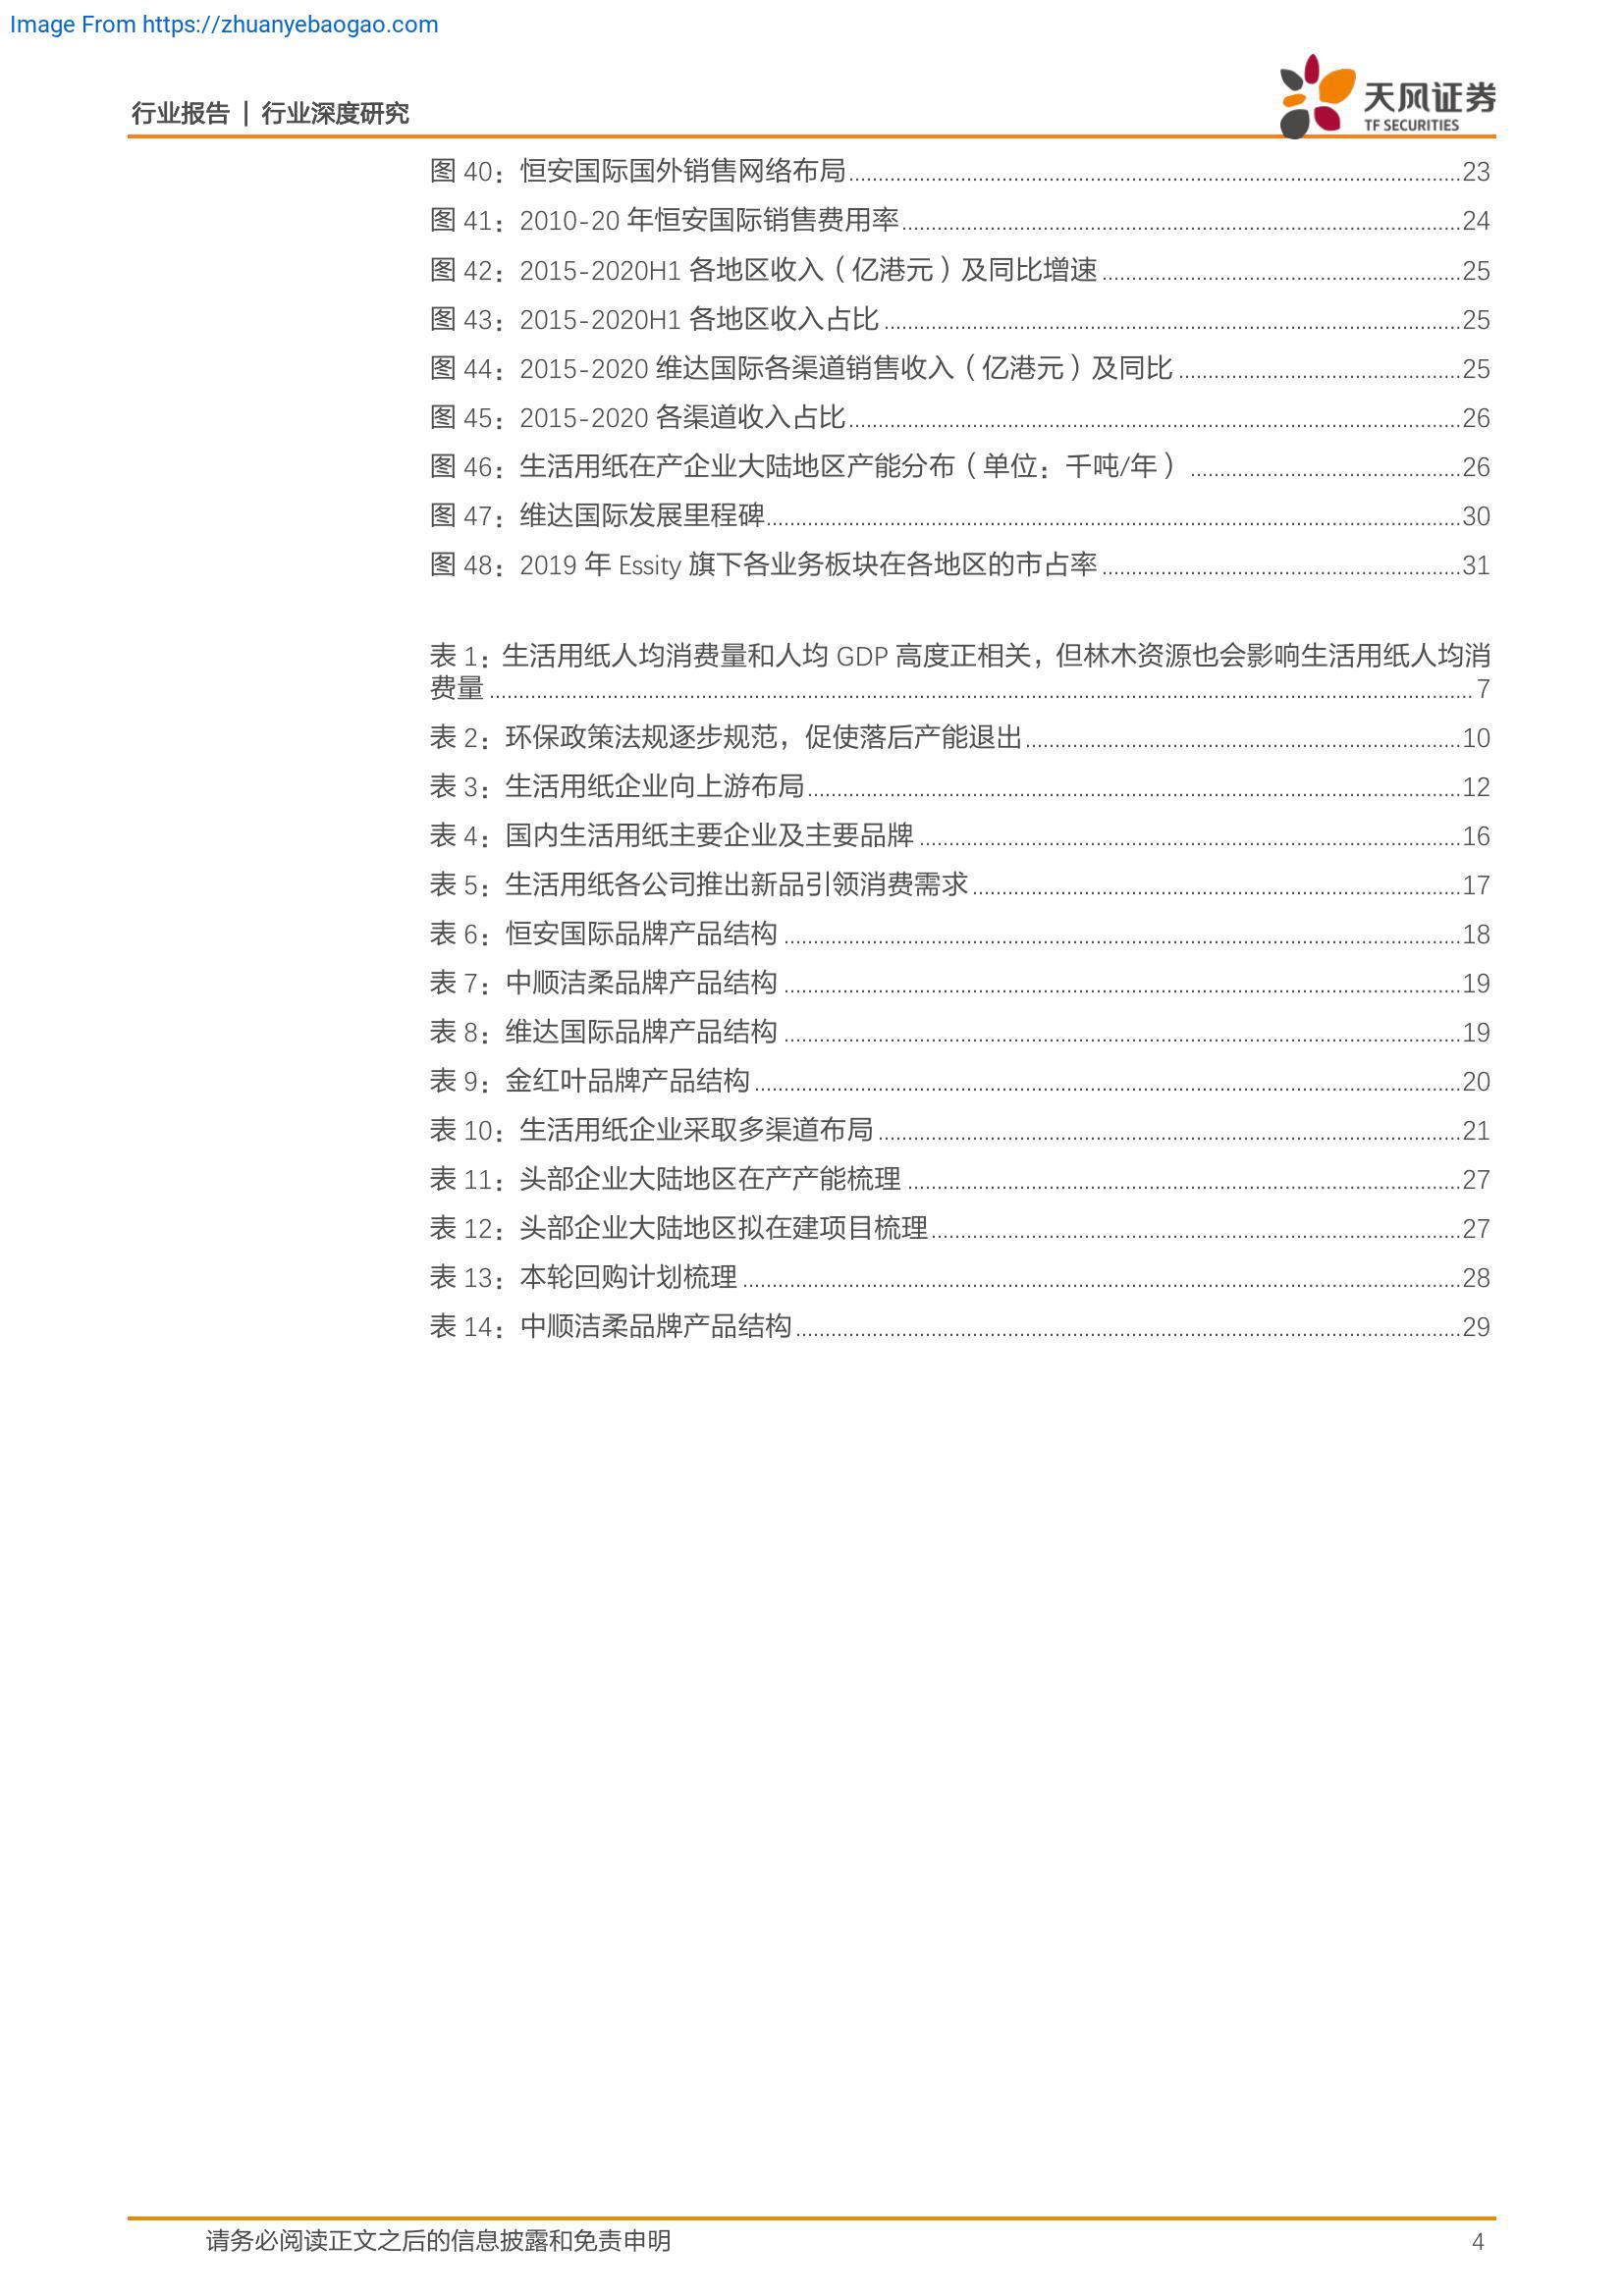 Image From https://zhuanyebaogao.com
行业报告 | 行业深度研究
天风证券
TF SECURITIES
图 40：恒安国际国外销售网络布局........23
图 41：2010-20 年恒安国际销售费用率........24
图 42：2015-2020H1 各地区收入（亿港元）及同比增速........25
图 43：2015-2020H1 各地区收入占比........25
图 44：2015-2020 维达国际各渠道销售收入（亿港元）及同比........25
图 45：2015-2020 各渠道收入占比........26
图 46：生活用纸在产企业大陆地区产能分布（单位：千吨/年）........26
图 47：维达国际发展里程碑........30
图 48：2019 年 Essity 旗下各业务板块在各地区的市占率........31
表 1：生活用纸人均消费量和人均 GDP 高度正相关，但林木资源也会影响生活用纸人均消
费量........7
表 2：环保政策法规逐步规范，促使落后产能退出........10
表 3：生活用纸企业向上游布局........12
表 4：国内生活用纸主要企业及主要品牌........16
表 5：生活用纸各公司推出新品引领消费需求........17
表 6：恒安国际品牌产品结构........18
表 7：中顺洁柔品牌产品结构........19
表 8：维达国际品牌产品结构........19
表 9：金红叶品牌产品结构........20
表 10：生活用纸企业采取多渠道布局........21
表 11：头部企业大陆地区在产产能梳理........27
表 12：头部企业大陆地区拟在建项目梳理........27
表 13：本轮回购计划梳理........28
表 14：中顺洁柔品牌产品结构........29
请务必阅读正文之后的信息披露和免责申明 4